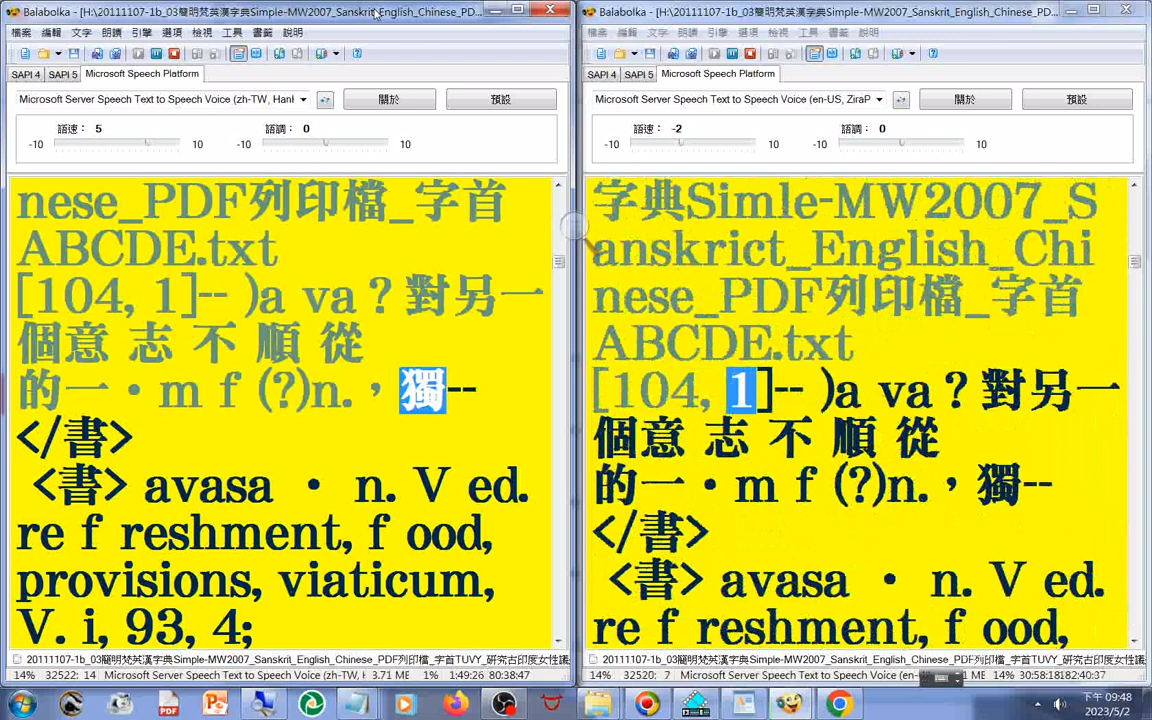 Balabolka - [H:\20111107-1b_03簡明梵英漢字典Simple-MW2007_Sanskrit_English_Chinese_PD...
檔案 編輯 文字 朗讀 引擎 選項 檢視 工具 書籤 說明
SAPI 4 SAPI 5 Microsoft Speech Platform
Microsoft Server Speech Text to Speech Voice (zh-TW, Hanl
關於 預設
語速： 5 語調： 0
-10 10 -10 10
nese_PDF列印檔_字首
ABCDE.txt
[104, 1]-- )a va？對另一
個意 志 不 順 從
的一・m f (?)n.，獨--
</書>
<書> avasa ・ n. V ed.
re f reshment, f ood,
provisions, viaticum,
V. i, 93, 4;
20111107-1b_03簡明梵英漢字典Simple-MW2007_Sanskrit_English_Chinese_PDF列印檔_字首TUVY_研究古印度女性議
14% 32522: 14 Microsoft Server Speech Text to Speech Voice (zh-TW, H 3.71 ME 1% 1:49:26 80:38:47
Balabolka - [H:\20111107-1b_03簡明梵英漢字典Simple-MW2007_Sanskrit_English_Chinese_PD...
檔案 編輯 文字 朗讀 引擎 選項 檢視 工具 書籤 說明
SAPI 4 SAPI 5 Microsoft Speech Platform
Microsoft Server Speech Text to Speech Voice (en-US, ZiraP
關於 預設
語速： -2 語調： 0
-10 10 -10 10
字典Simle-MW2007_S
anskrict_English_Chi
nese_PDF列印檔_字首
ABCDE.txt
[104, 1]-- )a va？對另一
個意 志 不 順 從
的一・m f (?)n.，獨--
</書>
<書> avasa ・ n. V ed.
re f reshment, f ood,
20111107-1b_03簡明梵英漢字典Simple-MW2007_Sanskrit_English_Chinese_PDF列印檔_字首TUVY_研究古印度女性議
14% 32520: 7 Microsoft Server Speech Text to Speech Voice 14% 30:58:18182:40:37
PDF
下午 09:48
2023/5/2